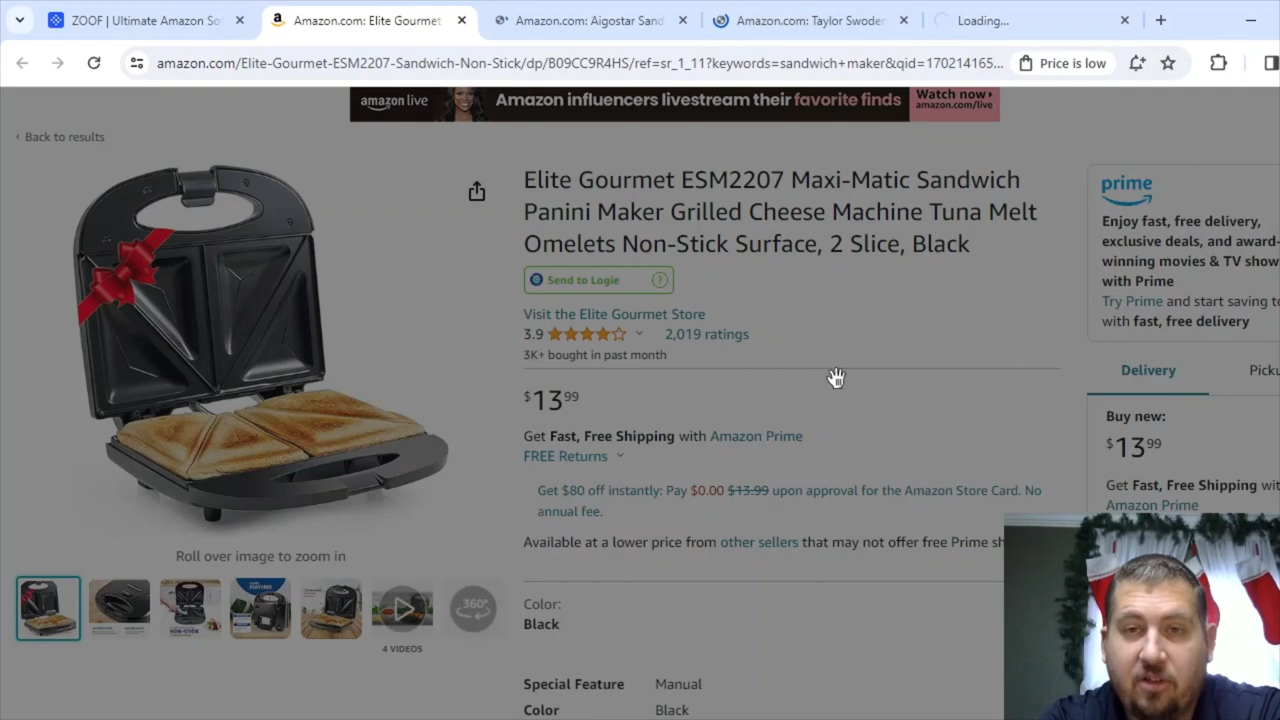 ZOOF | Ultimate Amazon So
Amazon.com: Elite Gourmet
Amazon.com: Aigostar Sand
Amazon.com: Taylor Swoder
Loading...
amazon.com/Elite-Gourmet-ESM2207-Sandwich-Non-Stick/dp/B09CC9R4HS/ref=sr_1_11?keywords=sandwich+maker&qid=170214165...
Price is low
amazon live
Amazon influencers livestream their favorite finds
Watch now
amazon.com/live
Back to results
Elite Gourmet ESM2207 Maxi-Matic Sandwich
Panini Maker Grilled Cheese Machine Tuna Melt
Omelets Non-Stick Surface, 2 Slice, Black
Send to Logie ?
Visit the Elite Gourmet Store
3.9
2,019 ratings
3K+ bought in past month
$13.99
Get Fast, Free Shipping with Amazon Prime
FREE Returns
Get $80 off instantly: Pay $0.00 $13.99 upon approval for the Amazon Store Card. No
annual fee.
Available at a lower price from other sellers that may not offer free Prime sh
Color:
Black
Special Feature Manual
Color Black
Roll over image to zoom in
360°
4 VIDEOS
prime
Enjoy fast, free delivery,
exclusive deals, and award-
winning movies & TV show
with Prime
Try Prime and start saving to
with fast, free delivery
Delivery
Picku
Buy new:
$13.99
Get Fast, Free Shipping wit
Amazon Prime